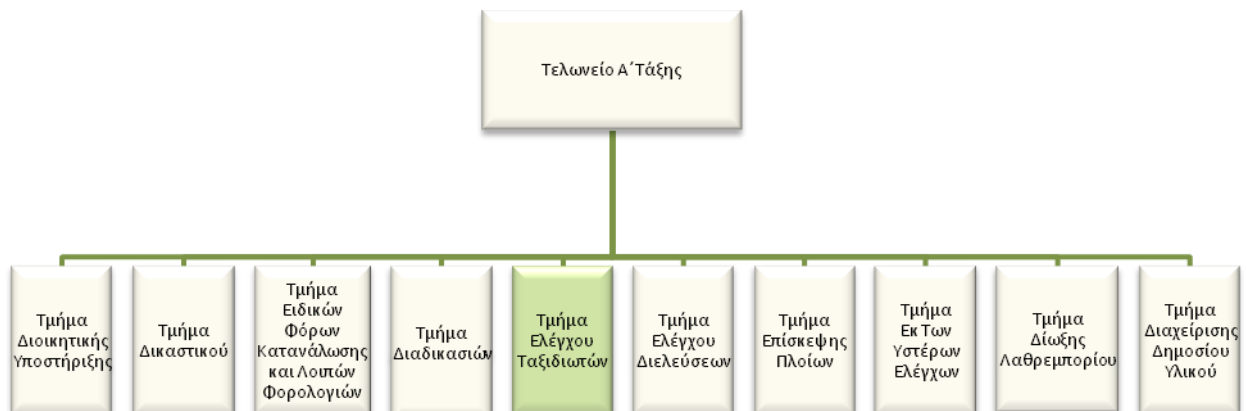 Τελωνείο Α΄Τάξης
Τμήμα
Διοικητικής
Υποστήριξης
Τμήμα
Δικαστικού
Τμήμα
Ειδικών
Φόρων
Κατανάλωσης
και Λοιπών
Φορολογιών
Τμήμα
Διαδικασιών
Τμήμα
Ελέγχου
Ταξιδιωτών
Τμήμα
Ελέγχου
Διελεύσεων
Τμήμα
Επίσκεψης
Πλοίων
Τμήμα
Εκ Των
Υστέρων
Ελέγχων
Τμήμα
Δίωξης
Λαθρεμπορίου
Τμήμα
Διαχείρισης
Δημοσίου
Υλικού